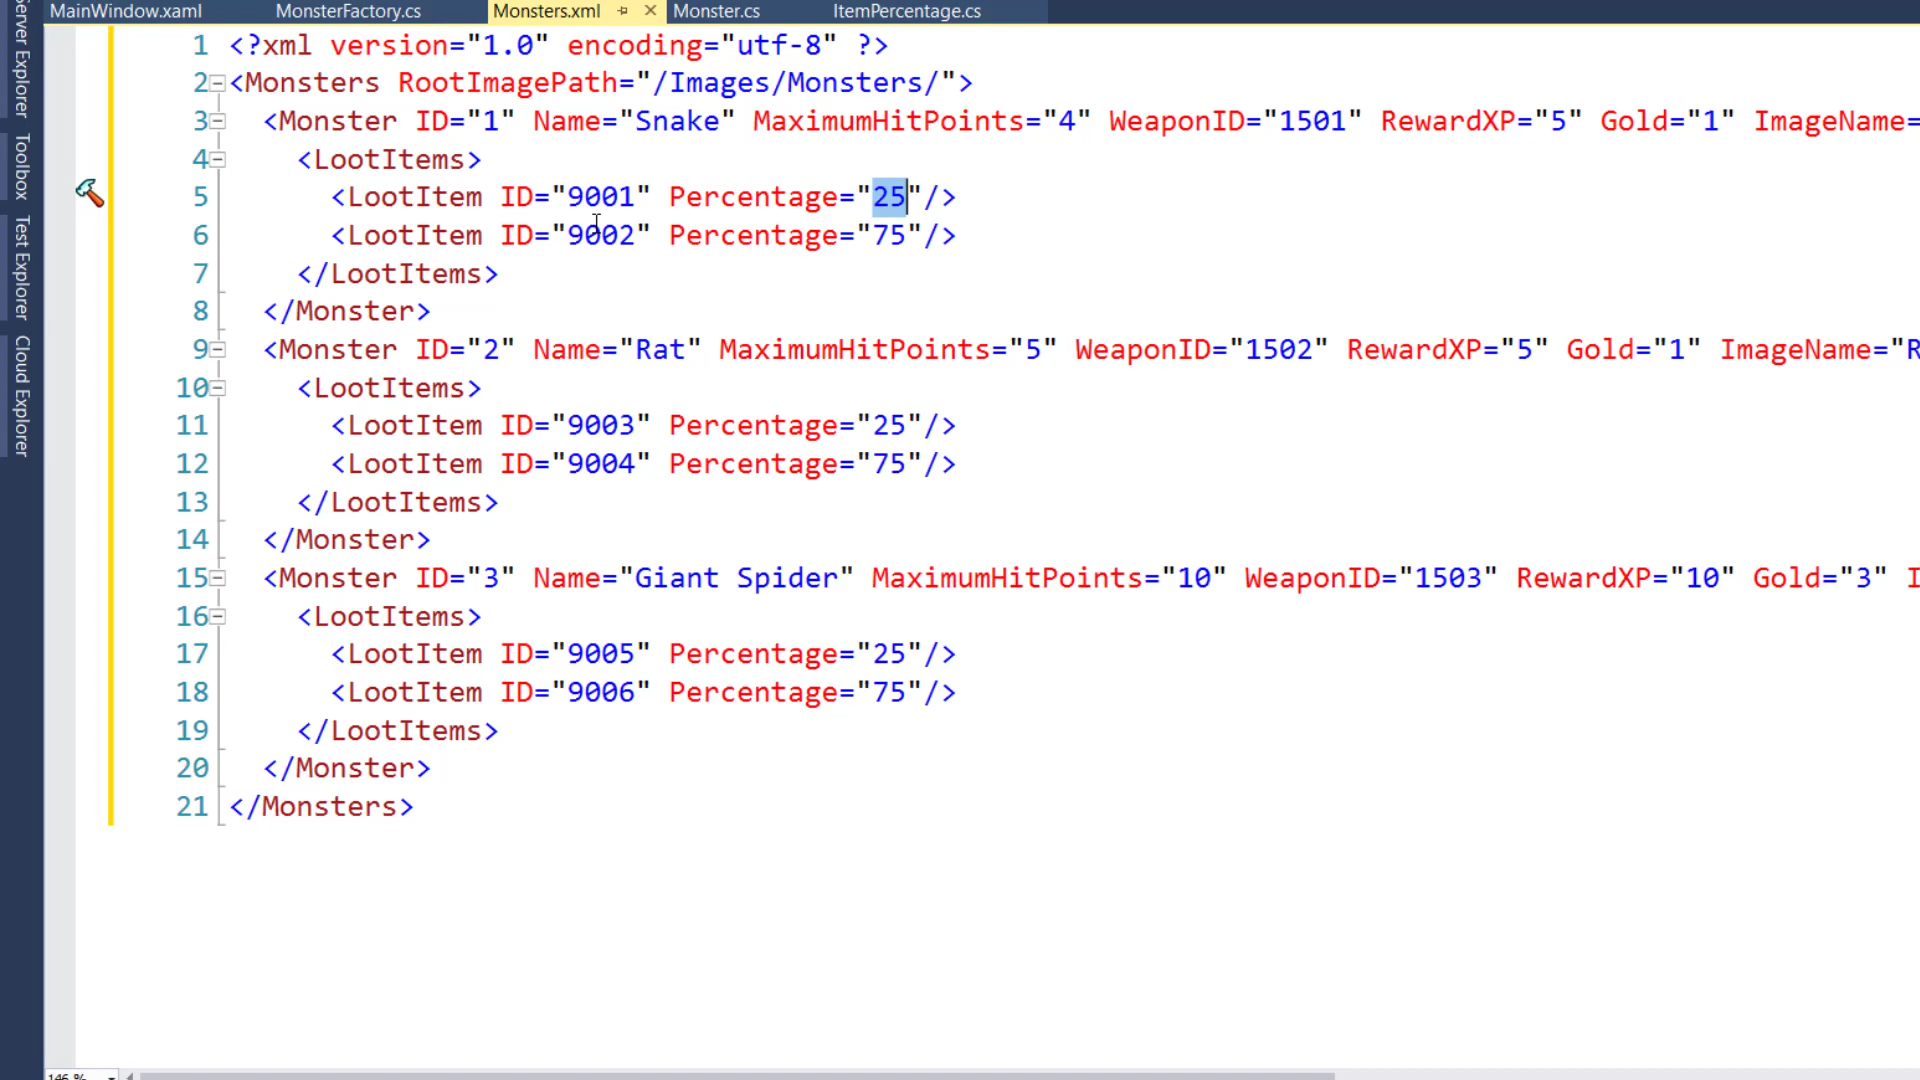 MainWindow.xaml MonsterFactory.cs Monsters.xml Monster.cs ItemPercentage.cs
Server Explorer
Toolbox
Test Explorer
Cloud Explorer
1 <?xml version="1.0" encoding="utf-8" ?>
2 <Monsters RootImagePath="/Images/Monsters/">
3 <Monster ID="1" Name="Snake" MaximumHitPoints="4" WeaponID="1501" RewardXP="5" Gold="1" ImageName=
4 <LootItems>
5 <LootItem ID="9001" Percentage="25"/>
6 <LootItem ID="9002" Percentage="75"/>
7 </LootItems>
8 </Monster>
9 <Monster ID="2" Name="Rat" MaximumHitPoints="5" WeaponID="1502" RewardXP="5" Gold="1" ImageName="R
10 <LootItems>
11 <LootItem ID="9003" Percentage="25"/>
12 <LootItem ID="9004" Percentage="75"/>
13 </LootItems>
14 </Monster>
15 <Monster ID="3" Name="Giant Spider" MaximumHitPoints="10" WeaponID="1503" RewardXP="10" Gold="3" I
16 <LootItems>
17 <LootItem ID="9005" Percentage="25"/>
18 <LootItem ID="9006" Percentage="75"/>
19 </LootItems>
20 </Monster>
21 </Monsters>
146 %